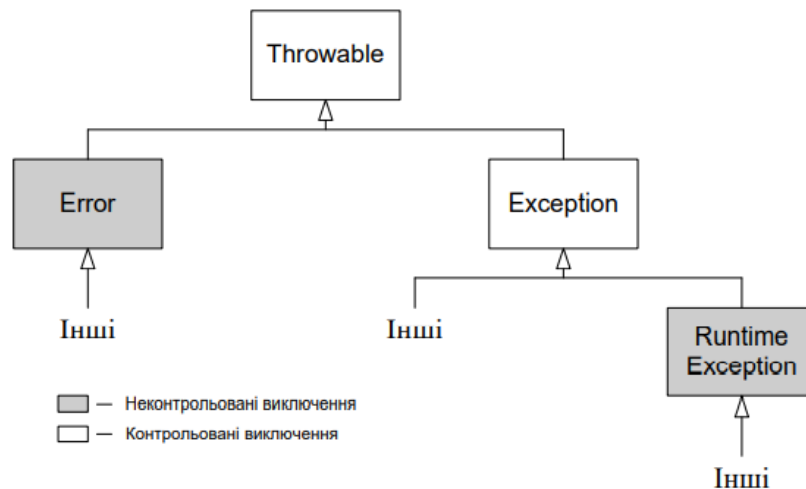 Throwable
Error
Exception
Інші
Інші
Runtime
Exception
— Неконтрольовані виключення
— Контрольовані виключення
Інші